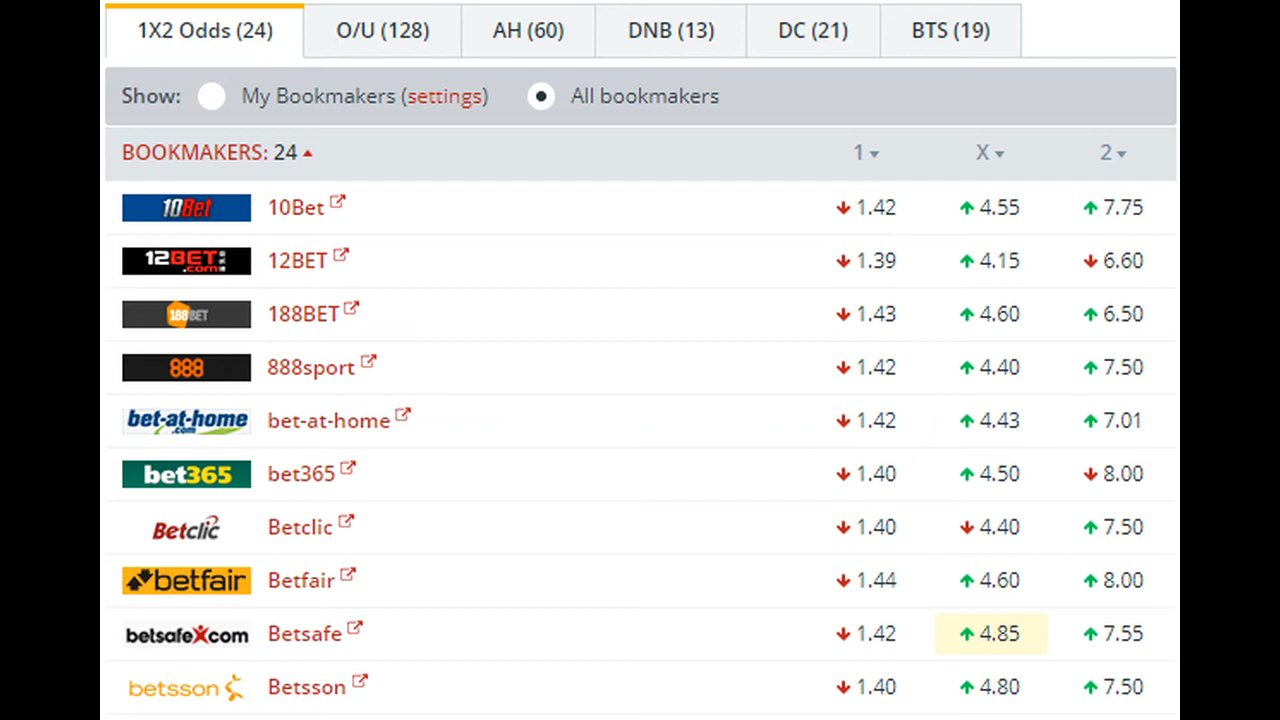 1X2 Odds (24) O/U (128) AH (60) DNB (13) DC (21) BTS (19)
Show: My Bookmakers (settings) All bookmakers
BOOKMAKERS: 24 1 X 2
10Bet 10Bet 1.42 4.55 7.75
12BET.com 12BET 1.39 4.15 6.60
188BET 188BET 1.43 4.60 6.50
888 888sport 1.42 4.40 7.50
bet-at-home.com bet-at-home 1.42 4.43 7.01
bet365 bet365 1.40 4.50 8.00
Betclic Betclic 1.40 4.40 7.50
betfair Betfair 1.44 4.60 8.00
betsafe.com Betsafe 1.42 4.85 7.55
betsson Betsson 1.40 4.80 7.50